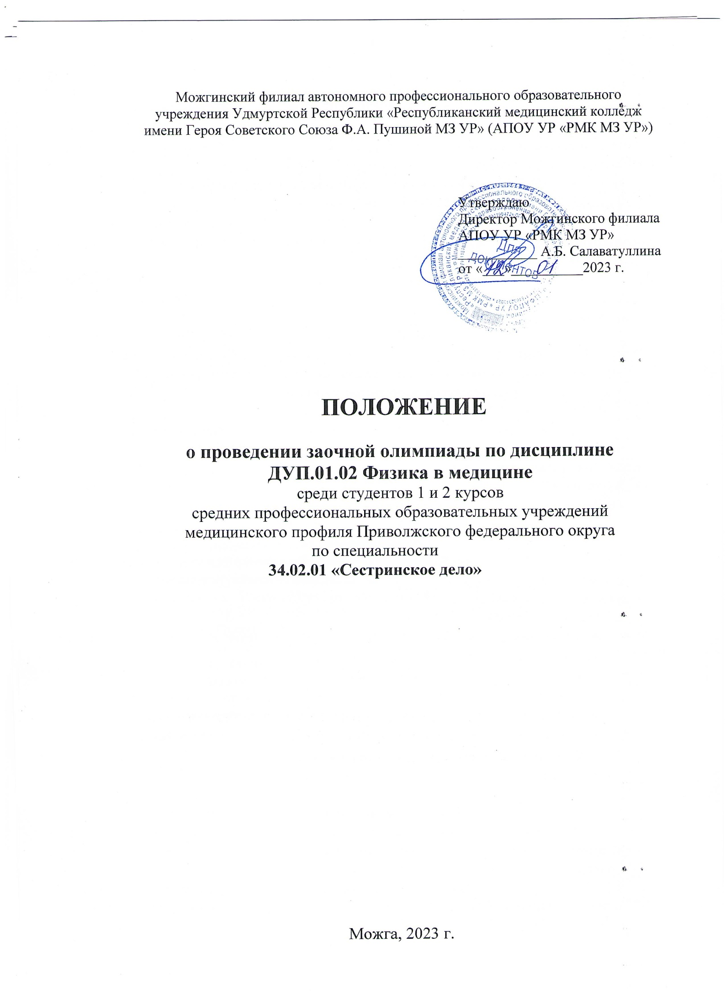 Можгинский филиал автономного профессионального образовательного
учреждения Удмуртской Республики «Республиканский медицинский колледж
имени Героя Советского Союза Ф.А. Пушиной МЗ УР» (АПОУ УР «РМК МЗ УР»)
Утверждаю
Директор Можгинского филиала
АПОУ УР «РМК МЗ УР»
____________ А.Б. Салаватуллина
от «12» 01 2023 г.
Для
документов
ПОЛОЖЕНИЕ
о проведении заочной олимпиады по дисциплине
ДУП.01.02 Физика в медицине
среди студентов 1 и 2 курсов
средних профессиональных образовательных учреждений
медицинского профиля Приволжского федерального округа
по специальности
34.02.01 «Сестринское дело»
Можга, 2023 г.